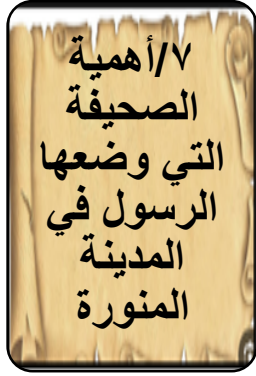 ٧/أهمية
الصحيفة
التي وضعها
الرسول في
المدينة
المنورة